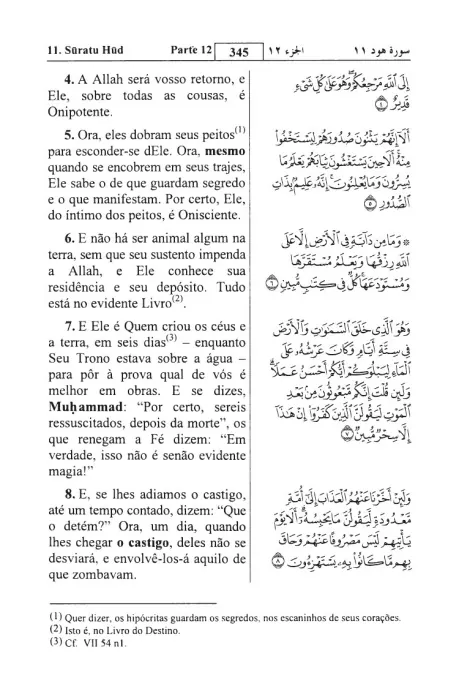 11. Sūratu Hūd Parte 12 345 الجزء ١٢ سورة هود ١١
4. A Allah será vosso retorno, e
Ele, sobre todas as cousas, é
Onipotente.
إِلَى ٱللَّهِ مَرْجِعُكُمْ وَهُوَ عَلَىٰ كُلِّ شَىْءٍ
قَدِيرٌ ٤
5. Ora, eles dobram seus peitos(1)
para esconder-se dEle. Ora, mesmo
quando se encobrem em seus trajes,
Ele sabe o de que guardam segredo
e o que manifestam. Por certo, Ele,
do íntimo dos peitos, é Onisciente.
أَلَآ إِنَّهُمْ يَثْنُونَ صُدُورَهُمْ لِيَسْتَخْفُوا۟
مِنْهُ أَلَا حِينَ يَسْتَغْشُونَ ثِيَابَهُمْ يَعْلَمُ مَا
يُسِرُّونَ وَمَا يُعْلِنُونَ إِنَّهُۥ عَلِيمٌۢ بِذَاتِ
ٱلصُّدُورِ ٥
6. E não há ser animal algum na
terra, sem que seu sustento impenda
a Allah, e Ele conhece sua
residência e seu depósito. Tudo
está no evidente Livro(2).
* وَمَا مِن دَآبَّةٍ فِى ٱلْأَرْضِ إِلَّا عَلَى
ٱللَّهِ رِزْقُهَا وَيَعْلَمُ مُسْتَقَرَّهَا
وَمُسْتَوْدَعَهَا كُلٌّ فِى كِتَٰبٍ مُّبِينٍ ٦
7. E Ele é Quem criou os céus e
a terra, em seis dias(3) – enquanto
Seu Trono estava sobre a água –
para pôr à prova qual de vós é
melhor em obras. E se dizes,
Muḥammad: “Por certo, sereis
ressuscitados, depois da morte”, os
que renegam a Fé dizem: “Em
verdade, isso não é senão evidente
magia!”
وَهُوَ ٱلَّذِى خَلَقَ ٱلسَّمَٰوَٰتِ وَٱلْأَرْضَ
فِى سِتَّةِ أَيَّامٍ وَكَانَ عَرْشُهُۥ عَلَى
ٱلْمَآءِ لِيَبْلُوَكُمْ أَيُّكُمْ أَحْسَنُ عَمَلًا
وَلَئِن قُلْتَ إِنَّكُم مَّبْعُوثُونَ مِنۢ بَعْدِ
ٱلْمَوْتِ لَيَقُولَنَّ ٱلَّذِينَ كَفَرُوٓا۟ إِنْ هَٰذَآ
إِلَّا سِحْرٌ مُّبِينٌ ٧
8. E, se lhes adiamos o castigo,
até um tempo contado, dizem: “Que
o detém?” Ora, um dia, quando
lhes chegar o castigo, deles não se
desviará, e envolvê-los-á aquilo de
que zombavam.
وَلَئِنْ أَخَّرْنَا عَنْهُمُ ٱلْعَذَابَ إِلَىٰٓ أُمَّةٍ
مَّعْدُودَةٍ لَّيَقُولُنَّ مَا يَحْبِسُهُۥٓ أَلَا يَوْمَ
يَأْتِيهِمْ لَيْسَ مَصْرُوفًا عَنْهُمْ وَحَاقَ
بِهِم مَّا كَانُوا۟ بِهِۦ يَسْتَهْزِءُونَ ٨
(1) Quer dizer, os hipócritas guardam os segredos, nos escaninhos de seus corações.
(2) Isto é, no Livro do Destino.
(3) Cf. VII 54 n1.